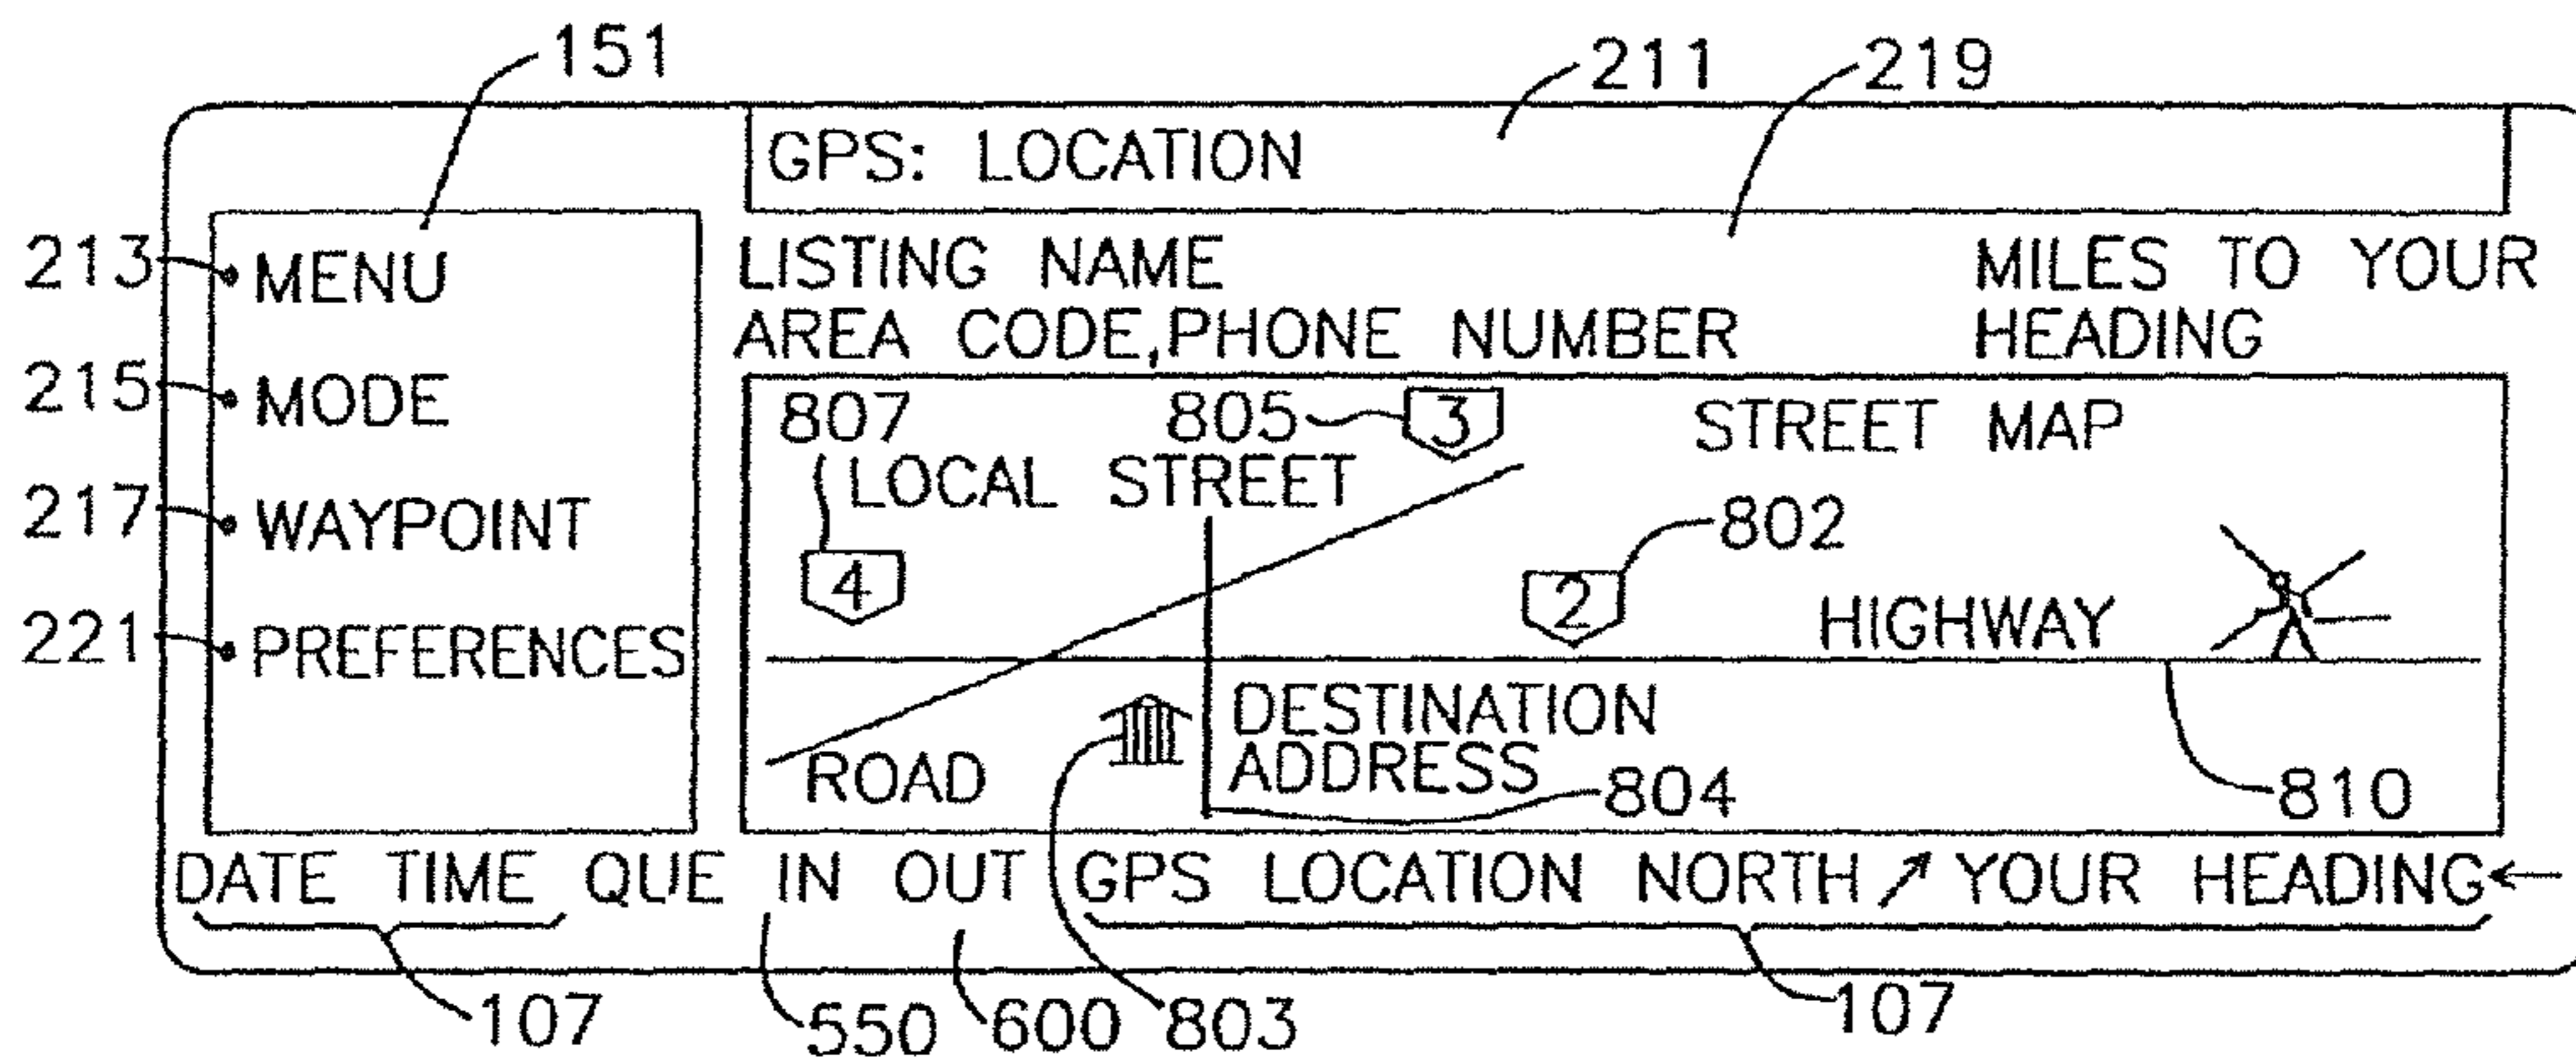 151
211
219
GPS: LOCATION
213
MENU
215
MODE
217
WAYPOINT
221
PREFERENCES
LISTING NAME
AREA CODE, PHONE NUMBER
MILES TO YOUR
HEADING
807
805
3
STREET MAP
LOCAL STREET
802
4
2
HIGHWAY
DESTINATION
ADDRESS
ROAD
804
810
DATE TIME QUE IN OUT GPS LOCATION NORTH ↗ YOUR HEADING ←
107
550
600
803
107